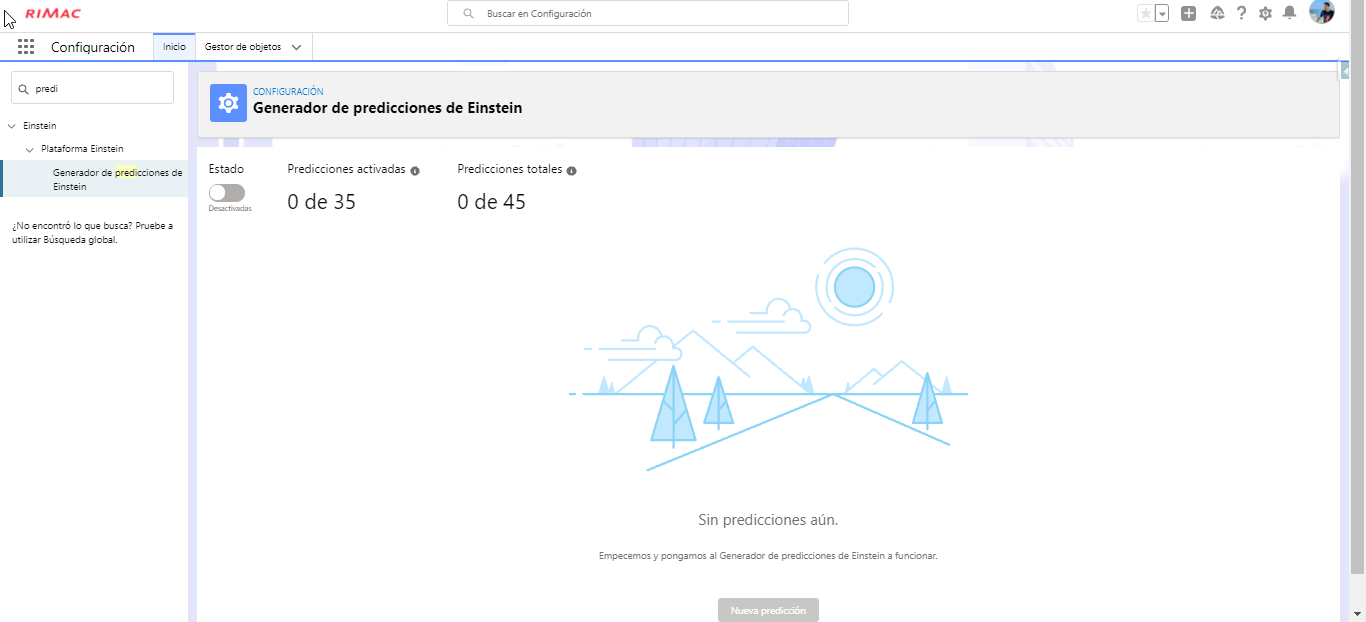 RIMAC
Buscar en Configuración
Configuración
Inicio
Gestor de objetos
predi
Einstein
Plataforma Einstein
Generador de predicciones de
Einstein
¿No encontró lo que busca? Pruebe a
utilizar Búsqueda global.
CONFIGURACIÓN
Generador de predicciones de Einstein
Estado
Desactivadas
Predicciones activadas
0 de 35
Predicciones totales
0 de 45
Sin predicciones aún.
Empecemos y pongamos al Generador de predicciones de Einstein a funcionar.
Nueva predicción